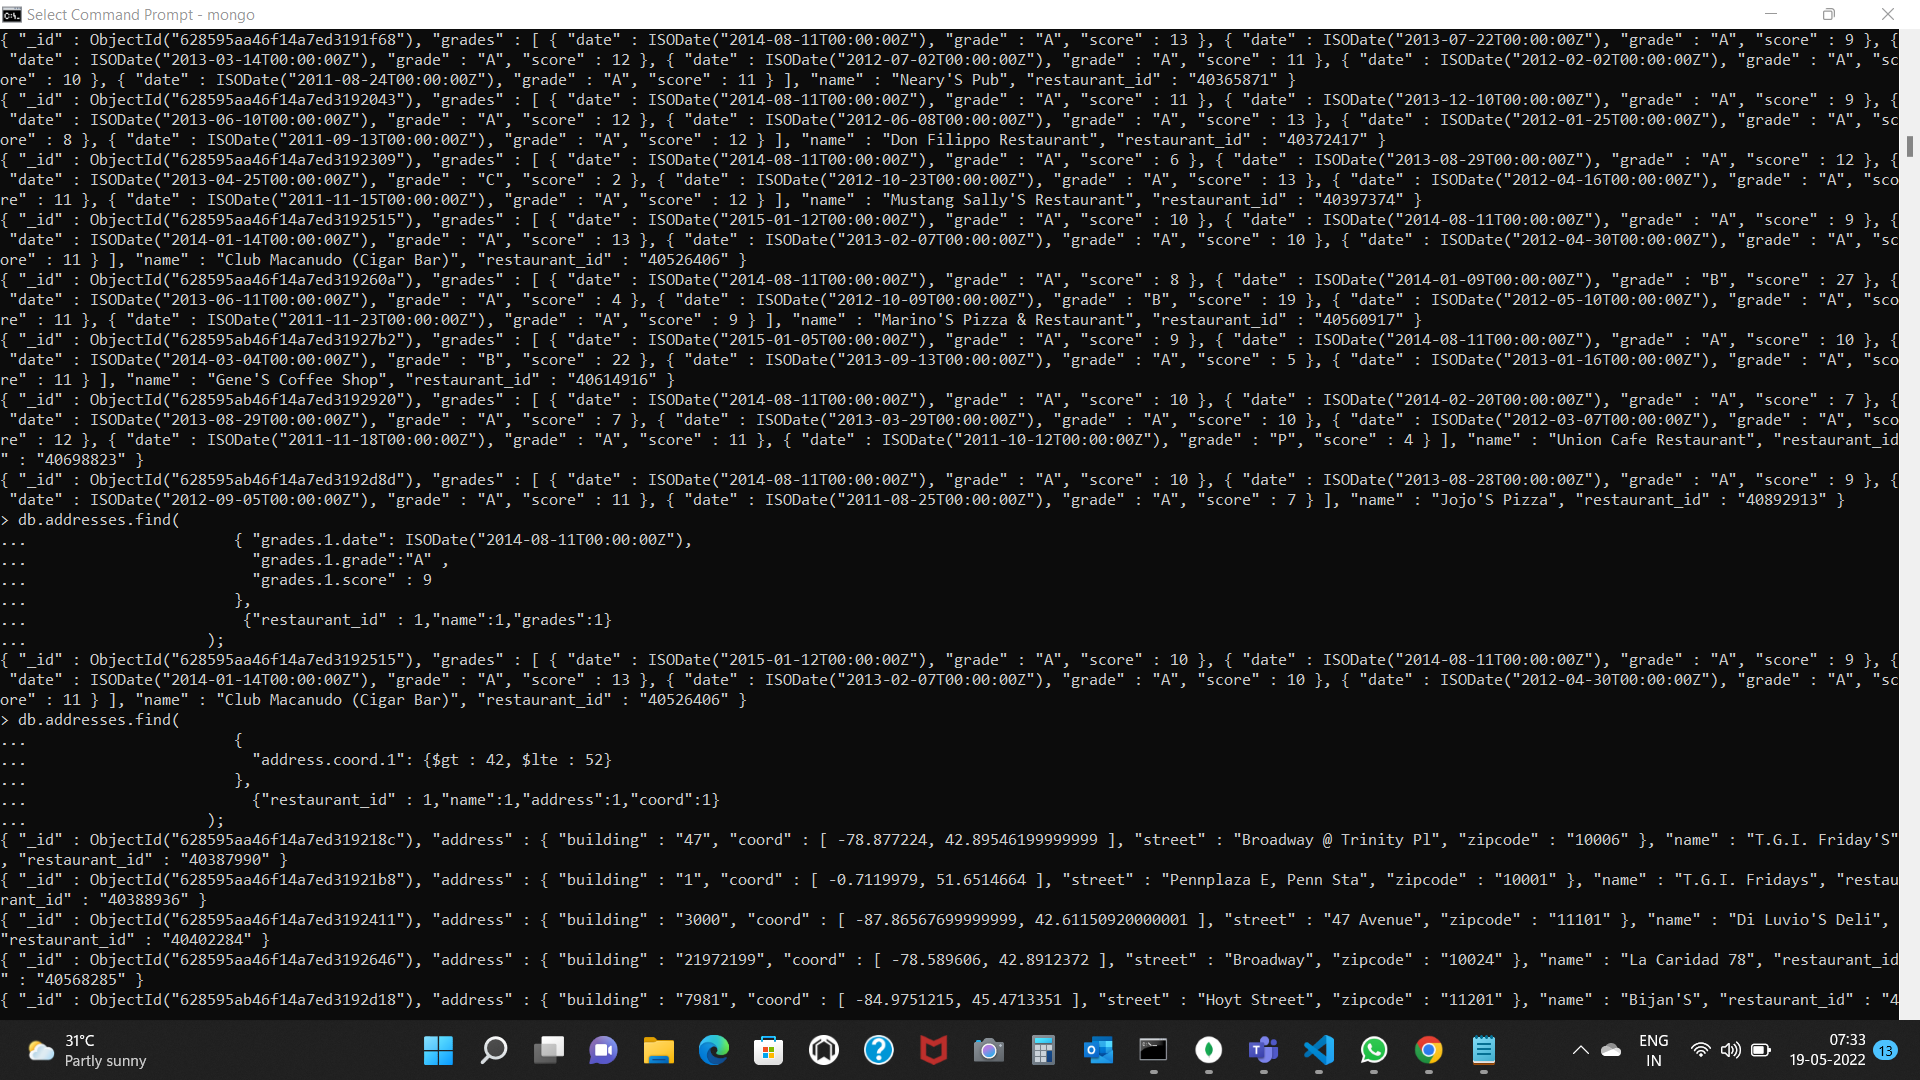 Select Command Prompt - mongo
{ "_id" : ObjectId("628595aa46f14a7ed3191f68"), "grades" : [ { "date" : ISODate("2014-08-11T00:00:00Z"), "grade" : "A", "score" : 13 }, { "date" : ISODate("2013-07-22T00:00:00Z"), "grade" : "A", "score" : 9 }, {
"date" : ISODate("2013-03-14T00:00:00Z"), "grade" : "A", "score" : 12 }, { "date" : ISODate("2012-07-02T00:00:00Z"), "grade" : "A", "score" : 11 }, { "date" : ISODate("2012-02-02T00:00:00Z"), "grade" : "A", "sc
ore" : 10 }, { "date" : ISODate("2011-08-24T00:00:00Z"), "grade" : "A", "score" : 11 } ], "name" : "Neary'S Pub", "restaurant_id" : "40365871" }
{ "_id" : ObjectId("628595aa46f14a7ed3192043"), "grades" : [ { "date" : ISODate("2014-08-11T00:00:00Z"), "grade" : "A", "score" : 11 }, { "date" : ISODate("2013-12-10T00:00:00Z"), "grade" : "A", "score" : 9 }, {
"date" : ISODate("2013-06-10T00:00:00Z"), "grade" : "A", "score" : 12 }, { "date" : ISODate("2012-06-08T00:00:00Z"), "grade" : "A", "score" : 13 }, { "date" : ISODate("2012-01-25T00:00:00Z"), "grade" : "A", "sc
ore" : 8 }, { "date" : ISODate("2011-09-13T00:00:00Z"), "grade" : "A", "score" : 12 } ], "name" : "Don Filippo Restaurant", "restaurant_id" : "40372417" }
{ "_id" : ObjectId("628595aa46f14a7ed3192309"), "grades" : [ { "date" : ISODate("2014-08-11T00:00:00Z"), "grade" : "A", "score" : 6 }, { "date" : ISODate("2013-08-29T00:00:00Z"), "grade" : "A", "score" : 12 }, {
"date" : ISODate("2013-04-25T00:00:00Z"), "grade" : "C", "score" : 2 }, { "date" : ISODate("2012-10-23T00:00:00Z"), "grade" : "A", "score" : 13 }, { "date" : ISODate("2012-04-16T00:00:00Z"), "grade" : "A", "sco
re" : 11 }, { "date" : ISODate("2011-11-15T00:00:00Z"), "grade" : "A", "score" : 12 } ], "name" : "Mustang Sally'S Restaurant", "restaurant_id" : "40397374" }
{ "_id" : ObjectId("628595aa46f14a7ed3192515"), "grades" : [ { "date" : ISODate("2015-01-12T00:00:00Z"), "grade" : "A", "score" : 10 }, { "date" : ISODate("2014-08-11T00:00:00Z"), "grade" : "A", "score" : 9 }, {
"date" : ISODate("2014-01-14T00:00:00Z"), "grade" : "A", "score" : 13 }, { "date" : ISODate("2013-02-07T00:00:00Z"), "grade" : "A", "score" : 10 }, { "date" : ISODate("2012-04-30T00:00:00Z"), "grade" : "A", "sc
ore" : 11 } ], "name" : "Club Macanudo (Cigar Bar)", "restaurant_id" : "40526406" }
{ "_id" : ObjectId("628595aa46f14a7ed319260a"), "grades" : [ { "date" : ISODate("2014-08-11T00:00:00Z"), "grade" : "A", "score" : 8 }, { "date" : ISODate("2014-01-09T00:00:00Z"), "grade" : "B", "score" : 27 }, {
"date" : ISODate("2013-06-11T00:00:00Z"), "grade" : "A", "score" : 4 }, { "date" : ISODate("2012-10-09T00:00:00Z"), "grade" : "B", "score" : 19 }, { "date" : ISODate("2012-05-10T00:00:00Z"), "grade" : "A", "sco
re" : 11 }, { "date" : ISODate("2011-11-23T00:00:00Z"), "grade" : "A", "score" : 9 } ], "name" : "Marino'S Pizza & Restaurant", "restaurant_id" : "40560917" }
{ "_id" : ObjectId("628595ab46f14a7ed31927b2"), "grades" : [ { "date" : ISODate("2015-01-05T00:00:00Z"), "grade" : "A", "score" : 9 }, { "date" : ISODate("2014-08-11T00:00:00Z"), "grade" : "A", "score" : 10 }, {
"date" : ISODate("2014-03-04T00:00:00Z"), "grade" : "B", "score" : 22 }, { "date" : ISODate("2013-09-13T00:00:00Z"), "grade" : "A", "score" : 5 }, { "date" : ISODate("2013-01-16T00:00:00Z"), "grade" : "A", "sco
re" : 11 } ], "name" : "Gene'S Coffee Shop", "restaurant_id" : "40614916" }
{ "_id" : ObjectId("628595ab46f14a7ed3192920"), "grades" : [ { "date" : ISODate("2014-08-11T00:00:00Z"), "grade" : "A", "score" : 10 }, { "date" : ISODate("2014-02-20T00:00:00Z"), "grade" : "A", "score" : 7 }, {
"date" : ISODate("2013-08-29T00:00:00Z"), "grade" : "A", "score" : 7 }, { "date" : ISODate("2013-03-29T00:00:00Z"), "grade" : "A", "score" : 10 }, { "date" : ISODate("2012-03-07T00:00:00Z"), "grade" : "A", "sco
re" : 12 }, { "date" : ISODate("2011-11-18T00:00:00Z"), "grade" : "A", "score" : 11 }, { "date" : ISODate("2011-10-12T00:00:00Z"), "grade" : "P", "score" : 4 } ], "name" : "Union Cafe Restaurant", "restaurant_id
" : "40698823" }
{ "_id" : ObjectId("628595ab46f14a7ed3192d8d"), "grades" : [ { "date" : ISODate("2014-08-11T00:00:00Z"), "grade" : "A", "score" : 10 }, { "date" : ISODate("2013-08-28T00:00:00Z"), "grade" : "A", "score" : 9 }, {
"date" : ISODate("2012-09-05T00:00:00Z"), "grade" : "A", "score" : 11 }, { "date" : ISODate("2011-08-25T00:00:00Z"), "grade" : "A", "score" : 7 } ], "name" : "Jojo'S Pizza", "restaurant_id" : "40892913" }
> db.addresses.find(
... { "grades.1.date": ISODate("2014-08-11T00:00:00Z"),
... "grades.1.grade":"A" ,
... "grades.1.score" : 9
... },
... {"restaurant_id" : 1,"name":1,"grades":1}
... );
{ "_id" : ObjectId("628595aa46f14a7ed3192515"), "grades" : [ { "date" : ISODate("2015-01-12T00:00:00Z"), "grade" : "A", "score" : 10 }, { "date" : ISODate("2014-08-11T00:00:00Z"), "grade" : "A", "score" : 9 }, {
"date" : ISODate("2014-01-14T00:00:00Z"), "grade" : "A", "score" : 13 }, { "date" : ISODate("2013-02-07T00:00:00Z"), "grade" : "A", "score" : 10 }, { "date" : ISODate("2012-04-30T00:00:00Z"), "grade" : "A", "sc
ore" : 11 } ], "name" : "Club Macanudo (Cigar Bar)", "restaurant_id" : "40526406" }
> db.addresses.find(
... {
... "address.coord.1": {$gt : 42, $lte : 52}
... },
... {"restaurant_id" : 1,"name":1,"address":1,"coord":1}
... );
{ "_id" : ObjectId("628595aa46f14a7ed319218c"), "address" : { "building" : "47", "coord" : [ -78.877224, 42.89546199999999 ], "street" : "Broadway @ Trinity Pl", "zipcode" : "10006" }, "name" : "T.G.I. Friday'S"
, "restaurant_id" : "40387990" }
{ "_id" : ObjectId("628595aa46f14a7ed31921b8"), "address" : { "building" : "1", "coord" : [ -0.7119979, 51.6514664 ], "street" : "Pennplaza E, Penn Sta", "zipcode" : "10001" }, "name" : "T.G.I. Fridays", "restau
rant_id" : "40388936" }
{ "_id" : ObjectId("628595aa46f14a7ed3192411"), "address" : { "building" : "3000", "coord" : [ -87.86567699999999, 42.61150920000001 ], "street" : "47 Avenue", "zipcode" : "11101" }, "name" : "Di Luvio'S Deli",
"restaurant_id" : "40402284" }
{ "_id" : ObjectId("628595aa46f14a7ed3192646"), "address" : { "building" : "21972199", "coord" : [ -78.589606, 42.8912372 ], "street" : "Broadway", "zipcode" : "10024" }, "name" : "La Caridad 78", "restaurant_id
" : "40568285" }
{ "_id" : ObjectId("628595ab46f14a7ed3192d18"), "address" : { "building" : "7981", "coord" : [ -84.9751215, 45.4713351 ], "street" : "Hoyt Street", "zipcode" : "11201" }, "name" : "Bijan'S", "restaurant_id" : "4
31°C
Partly sunny
ENG
IN
07:33
19-05-2022
13